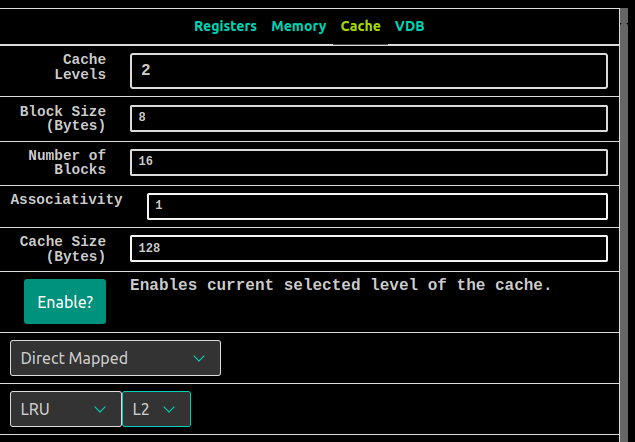 Registers Memory Cache VDB
Cache
Levels
2
Block Size
(Bytes)
8
Number of
Blocks
16
Associativity
1
Cache Size
(Bytes)
128
Enable?
Enables current selected level of the cache.
Direct Mapped
LRU L2